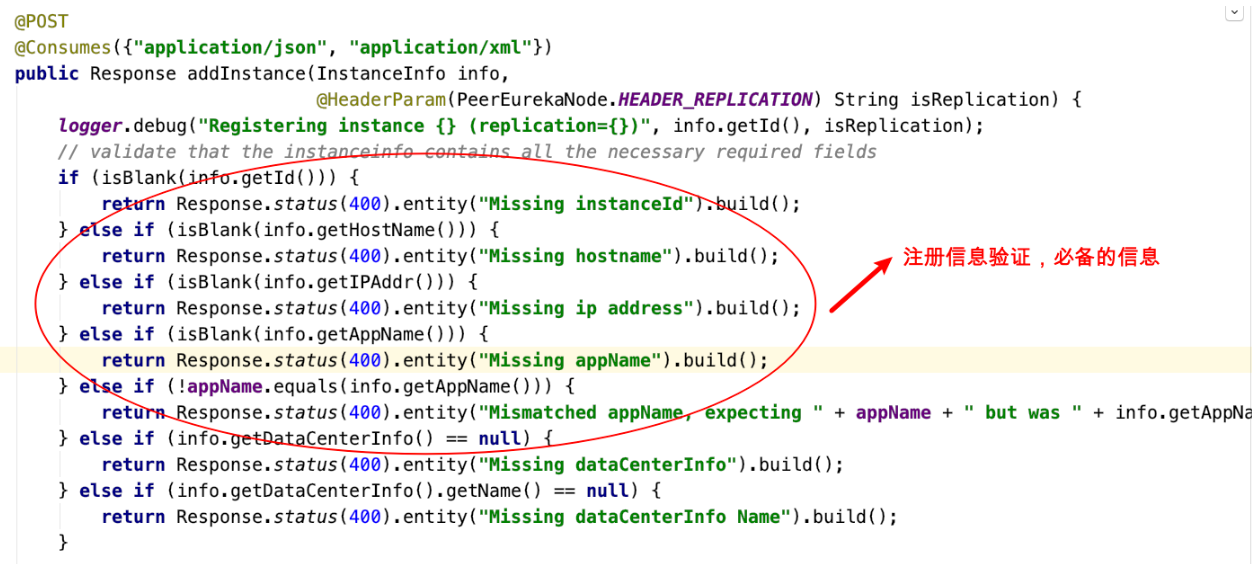 @POST
@Consumes({"application/json", "application/xml"})
public Response addInstance(InstanceInfo info,
@HeaderParam(PeerEurekaNode.HEADER_REPLICATION) String isReplication) {
logger.debug("Registering instance {} (replication={})", info.getId(), isReplication);
// validate that the instanceinfo contains all the necessary required fields
if (isBlank(info.getId())) {
return Response.status(400).entity("Missing instanceId").build();
} else if (isBlank(info.getHostName())) {
return Response.status(400).entity("Missing hostname").build();
} else if (isBlank(info.getIPAddr())) {
return Response.status(400).entity("Missing ip address").build();
} else if (isBlank(info.getAppName())) {
return Response.status(400).entity("Missing appName").build();
} else if (!appName.equals(info.getAppName())) {
return Response.status(400).entity("Mismatched appName, expecting " + appName + " but was " + info.getAppNa
} else if (info.getDataCenterInfo() == null) {
return Response.status(400).entity("Missing dataCenterInfo").build();
} else if (info.getDataCenterInfo().getName() == null) {
return Response.status(400).entity("Missing dataCenterInfo Name").build();
}
注册信息验证，必备的信息